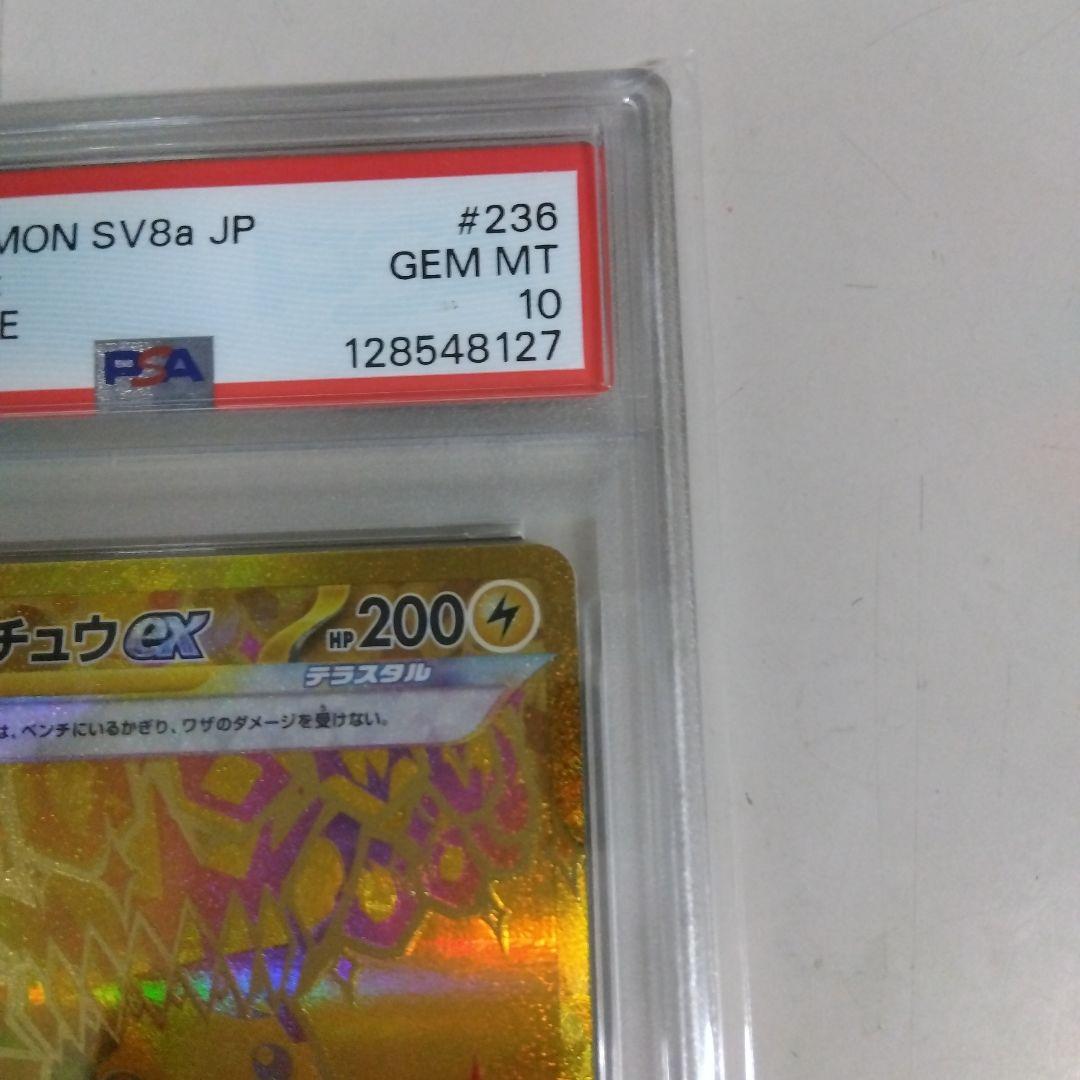 MON SV8a JP #236
GEM MT
E 10
PSA 128548127
チュウex HP 200
テラスタル
は、ベンチにいるかぎり、ワザのダメージを受けない。